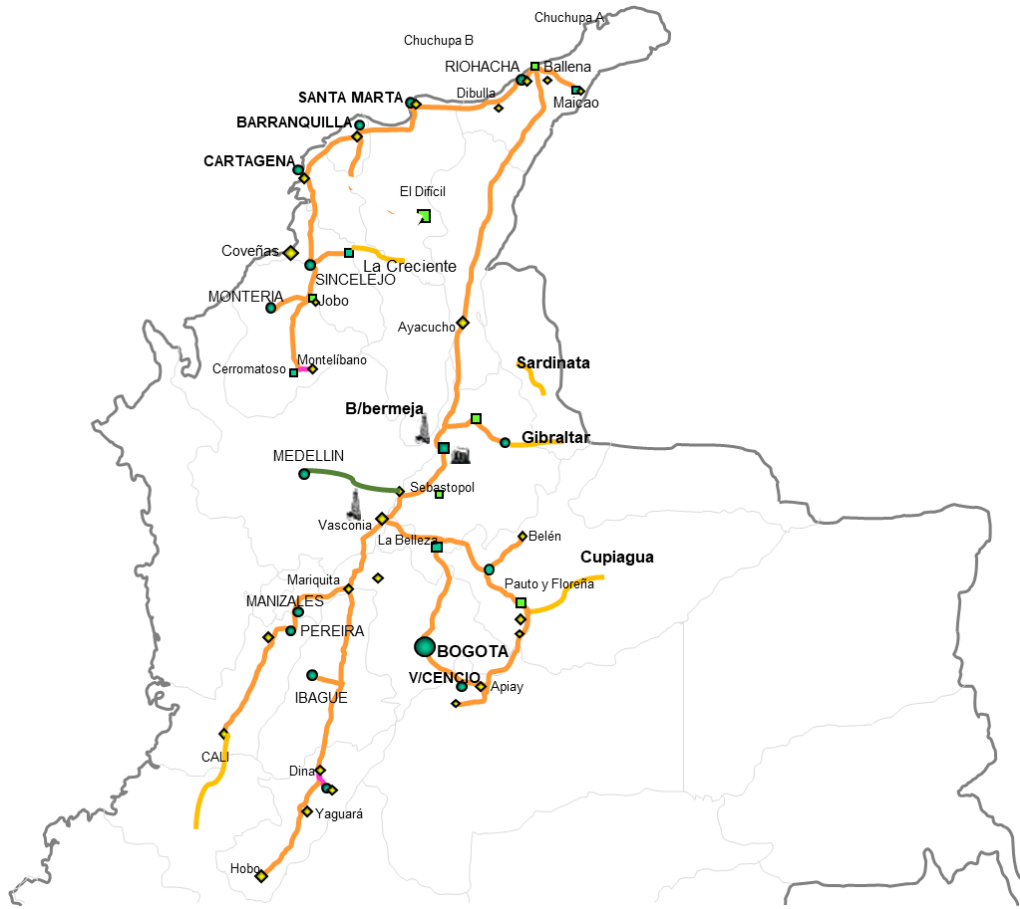 Chuchupa A
Chuchupa B
RIOHACHA
Ballena
Dibulla
Maicao
SANTA MARTA
BARRANQUILLA
CARTAGENA
El Difícil
Coveñas
La Creciente
SINCELEJO
MONTERIA
Jobo
Ayacucho
Montelíbano
Cerromatoso
Sardinata
B/bermeja
Gibraltar
MEDELLIN
Sebastopol
Vasconia
La Belleza
Belén
Cupiagua
Mariquita
Pauto y Floreña
MANIZALES
PEREIRA
BOGOTA
V/CENCIO
Apiay
IBAGUE
CALI
Dina
Yaguará
Hobo